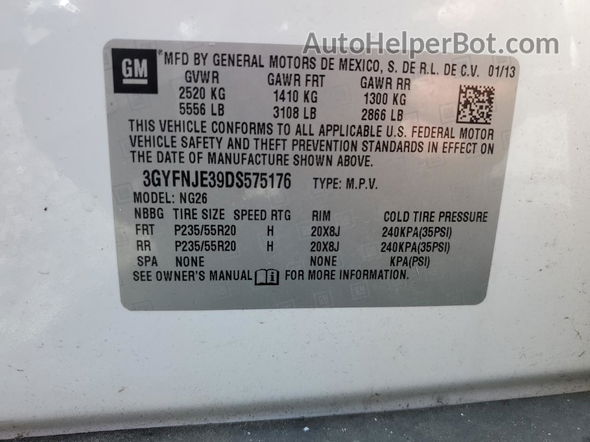 AutoHelperBot.com
GM
MFD BY GENERAL MOTORS DE MEXICO, S. DE R.L. DE C.V. 01/13
GVWR GAWR FRT GAWR RR
2520 KG 1410 KG 1300 KG
5556 LB 3108 LB 2866 LB
THIS VEHICLE CONFORMS TO ALL APPLICABLE U.S. FEDERAL MOTOR
VEHICLE SAFETY AND THEFT PREVENTION STANDARDS IN EFFECT ON
THE DATE OF MANUFACTURE SHOWN ABOVE.
3GYFNJE39DS575176 TYPE: M.P.V.
MODEL: NG26
NBBG TIRE SIZE SPEED RTG RIM COLD TIRE PRESSURE
FRT P235/55R20 H 20X8J 240KPA(35PSI)
RR P235/55R20 H 20X8J 240KPA(35PSI)
SPA NONE NONE KPA(PSI)
SEE OWNER'S MANUAL FOR MORE INFORMATION.